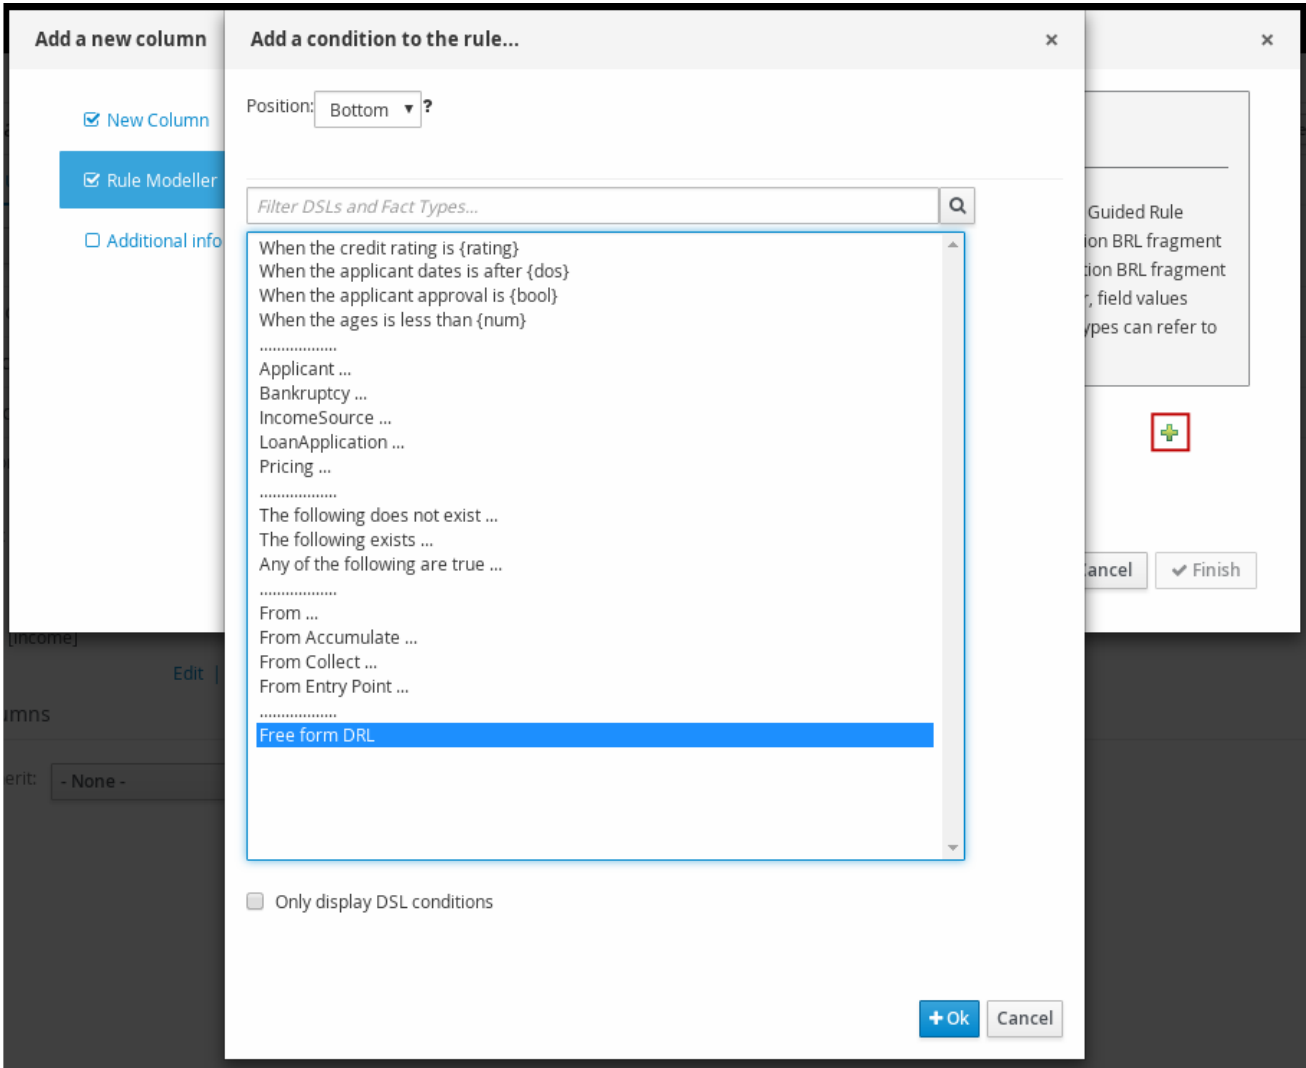 Add a new column
Add a condition to the rule...
×
×
New Column
Rule Modeller
Additional info
Position:
Bottom
?
Filter DSLs and Fact Types...
When the credit rating is {rating}
When the applicant dates is after {dos}
When the applicant approval is {bool}
When the ages is less than {num}
..................
Applicant ...
Bankruptcy ...
IncomeSource ...
LoanApplication ...
Pricing ...
..................
The following does not exist ...
The following exists ...
Any of the following are true ...
..................
From ...
From Accumulate ...
From Collect ...
From Entry Point ...
..................
Free form DRL
Only display DSL conditions
+ Ok
Cancel
Guided Rule
ion BRL fragment
tion BRL fragment
r, field values
ypes can refer to
ancel
Finish
[income]
Edit |
umns
erit:
- None -